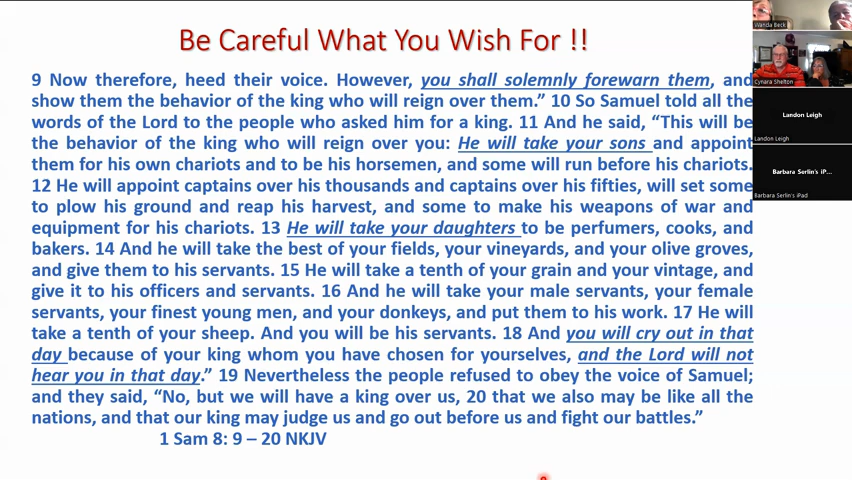 Be Careful What You Wish For !!
9 Now therefore, heed their voice. However, you shall solemnly forewarn them, and
show them the behavior of the king who will reign over them.” 10 So Samuel told all the
words of the Lord to the people who asked him for a king. 11 And he said, “This will be
the behavior of the king who will reign over you: He will take your sons and appoint
them for his own chariots and to be his horsemen, and some will run before his chariots.
12 He will appoint captains over his thousands and captains over his fifties, will set some
to plow his ground and reap his harvest, and some to make his weapons of war and
equipment for his chariots. 13 He will take your daughters to be perfumers, cooks, and
bakers. 14 And he will take the best of your fields, your vineyards, and your olive groves,
and give them to his servants. 15 He will take a tenth of your grain and your vintage, and
give it to his officers and servants. 16 And he will take your male servants, your female
servants, your finest young men, and your donkeys, and put them to his work. 17 He will
take a tenth of your sheep. And you will be his servants. 18 And you will cry out in that
day because of your king whom you have chosen for yourselves, and the Lord will not
hear you in that day.” 19 Nevertheless the people refused to obey the voice of Samuel;
and they said, “No, but we will have a king over us, 20 that we also may be like all the
nations, and that our king may judge us and go out before us and fight our battles.”
1 Sam 8: 9 – 20 NKJV
Wanda Beck
Cynara Shelton
Landon Leigh
Landon Leigh
Barbara Serlin's iP...
Barbara Serlin's iPad